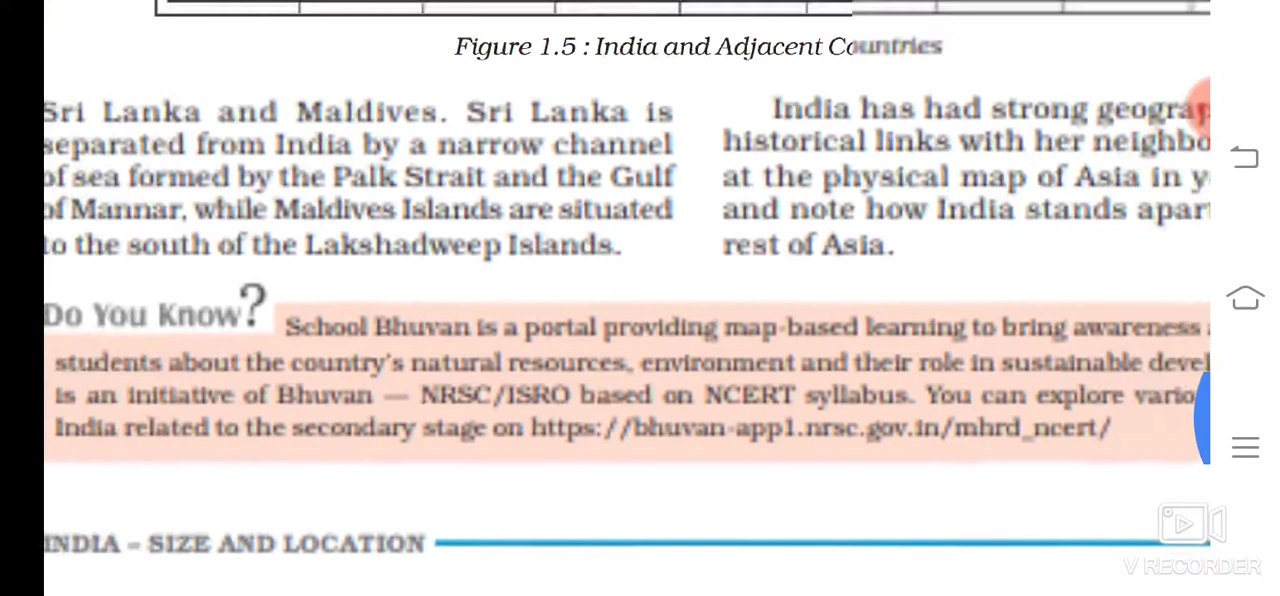 Figure 1.5 : India and Adjacent Countries
Sri Lanka and Maldives. Sri Lanka is
separated from India by a narrow channel
of sea formed by the Palk Strait and the Gulf
of Mannar, while Maldives Islands are situated
to the south of the Lakshadweep Islands.
India has had strong geograp
historical links with her neighbo
at the physical map of Asia in y
and note how India stands apart
rest of Asia.
Do You Know?
School Bhuvan is a portal providing map-based learning to bring awareness
students about the country's natural resources, environment and their role in sustainable devel
is an initiative of Bhuvan — NRSC/ISRO based on NCERT syllabus. You can explore vario
India related to the secondary stage on https://bhuvan-app1.nrsc.gov.in/mhrd_ncert/
INDIA – SIZE AND LOCATION
V RECORDER